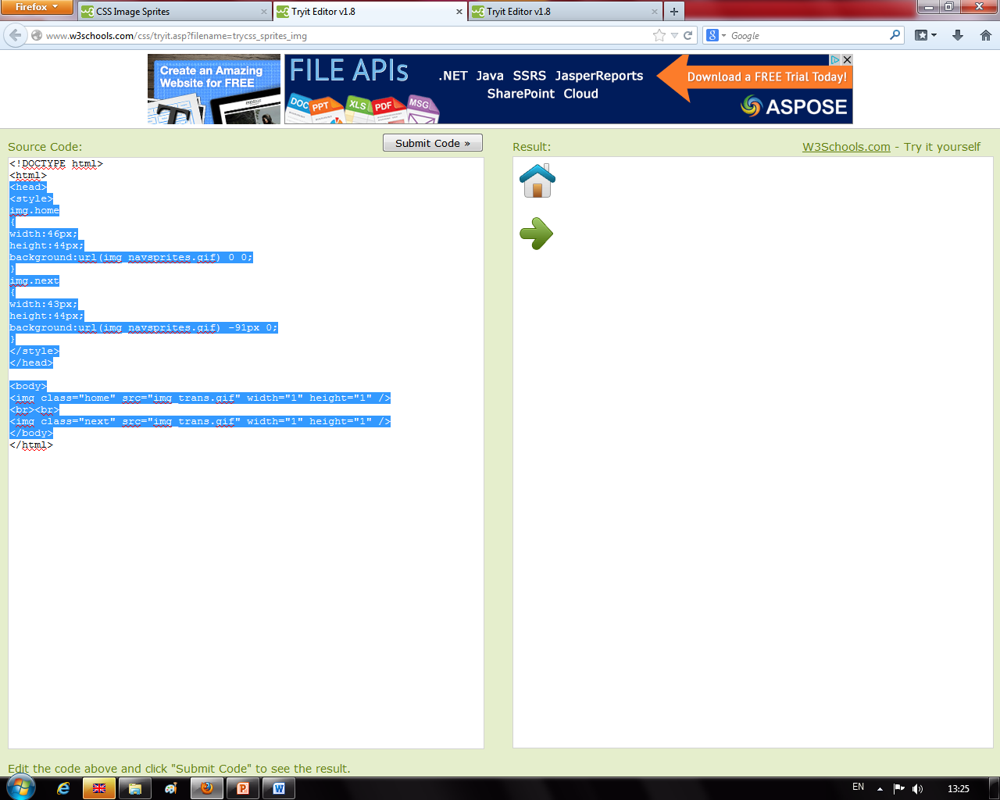 Firefox
CSS Image Sprites
Tryit Editor v1.8
Tryit Editor v1.8
www.w3schools.com/css/tryit.asp?filename=trycss_sprites_img
Google
Create an Amazing
Website for FREE
FILE APIs
.NET Java SSRS JasperReports
SharePoint Cloud
DOC PPT XLS PDF MSG
Download a FREE Trial Today!
ASPOSE
Source Code:
Submit Code »
Result:
W3Schools.com - Try it yourself
<!DOCTYPE html>
<html>
<head>
<style>
img.home
{
width:46px;
height:44px;
background:url(img_navsprites.gif) 0 0;
}
img.next
{
width:43px;
height:44px;
background:url(img_navsprites.gif) -91px 0;
}
</style>
</head>
<body>
<img class="home" src="img_trans.gif" width="1" height="1" />
<br><br>
<img class="next" src="img_trans.gif" width="1" height="1" />
</body>
</html>
Edit the code above and click "Submit Code" to see the result.
EN
13:25